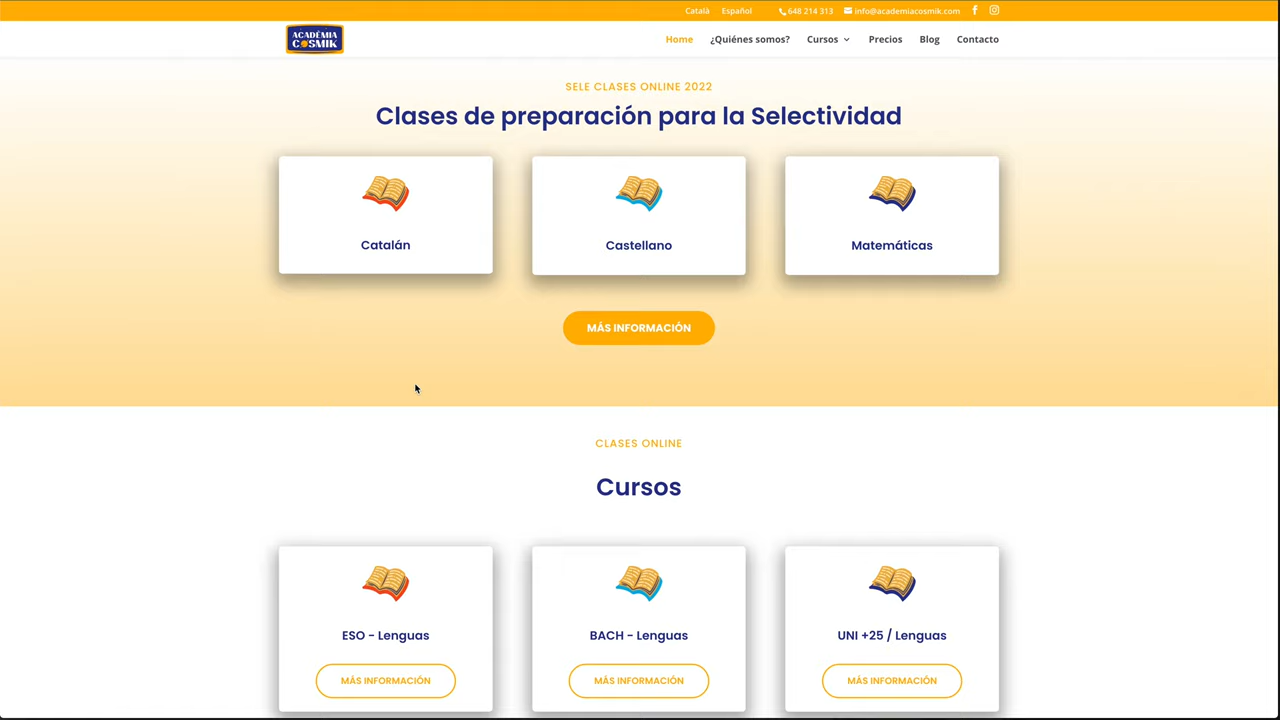 Català Español 648 214 313 info@academiacosmik.com
ACADÉMIA
COSMIK
Home ¿Quiénes somos? Cursos Precios Blog Contacto
SELE CLASES ONLINE 2022
Clases de preparación para la Selectividad
Catalán Castellano Matemáticas
MÁS INFORMACIÓN
CLASES ONLINE
Cursos
ESO - Lenguas BACH - Lenguas UNI +25 / Lenguas
MÁS INFORMACIÓN MÁS INFORMACIÓN MÁS INFORMACIÓN